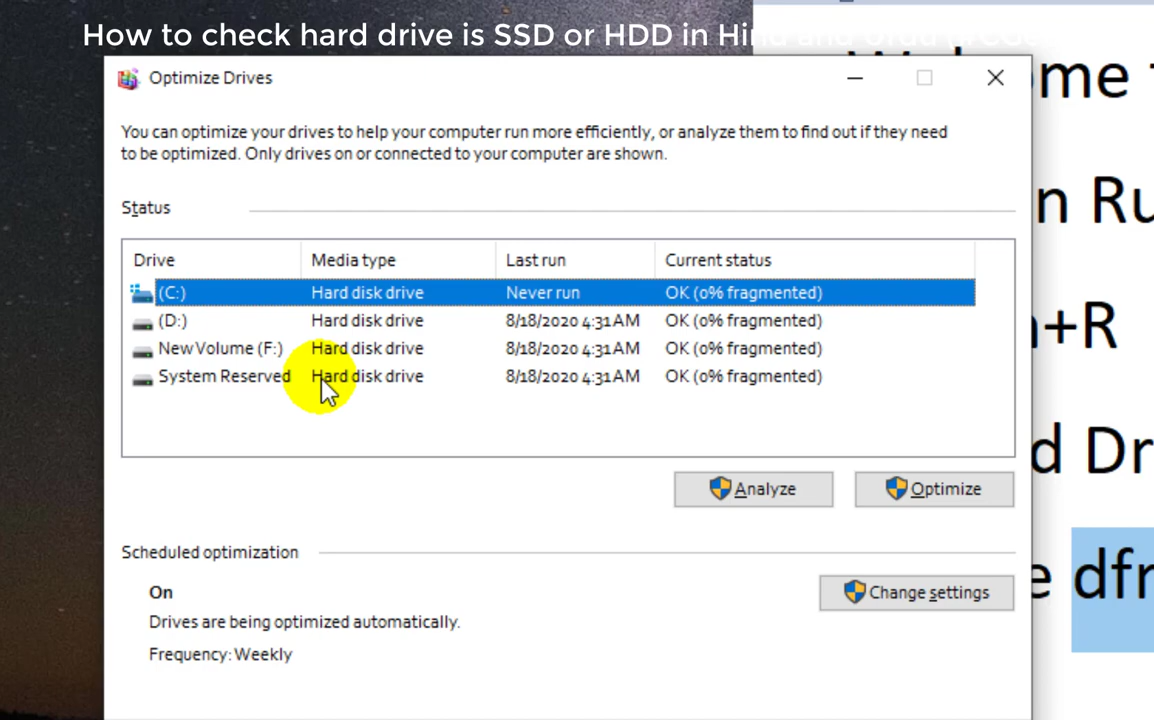 How to check hard drive is SSD or HDD in
Optimize Drives
You can optimize your drives to help your computer run more efficiently, or analyze them to find out if they need
to be optimized. Only drives on or connected to your computer are shown.
Status
Drive Media type Last run Current status
(C:) Hard disk drive Never run OK (0% fragmented)
(D:) Hard disk drive 8/18/2020 4:31 AM OK (0% fragmented)
New Volume (F:) Hard disk drive 8/18/2020 4:31 AM OK (0% fragmented)
System Reserved Hard disk drive 8/18/2020 4:31 AM OK (0% fragmented)
Analyze Optimize
Scheduled optimization
On
Change settings
Drives are being optimized automatically.
Frequency: Weekly
+R